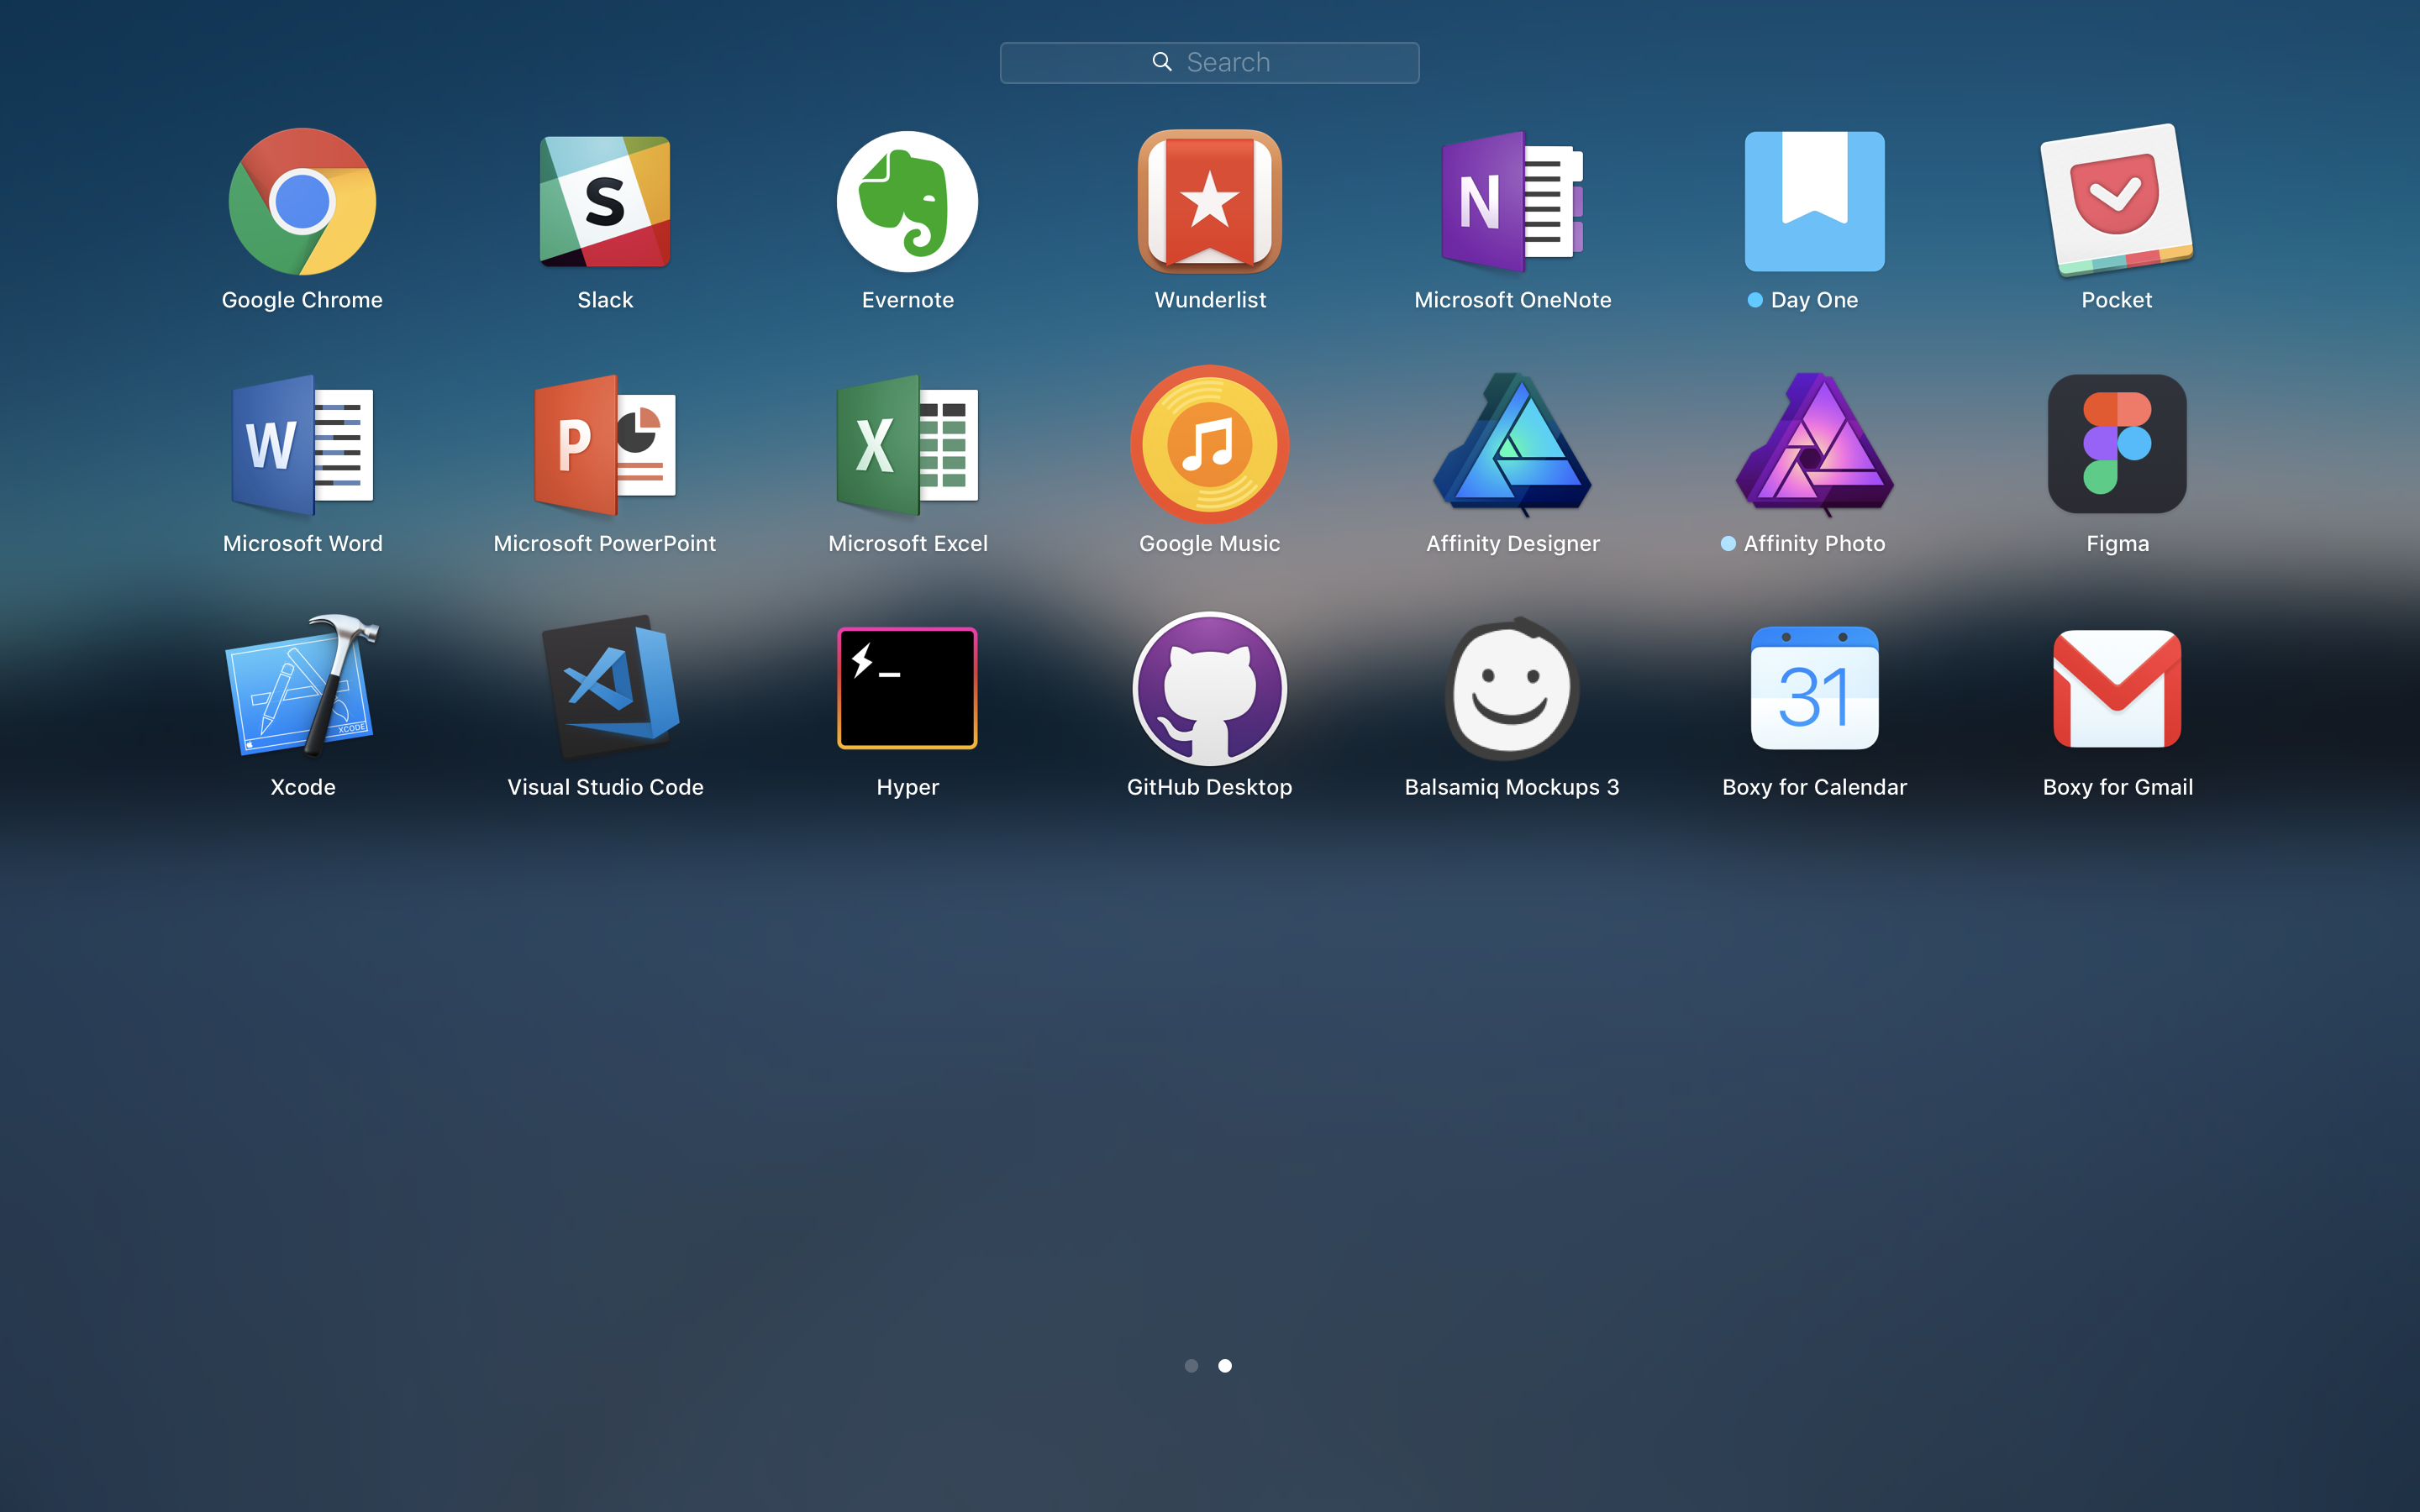 Search
S
N
Google Chrome
Slack
Evernote
Wunderlist
Microsoft OneNote
Day One
Pocket
W
P
X
Microsoft Word
Microsoft PowerPoint
Microsoft Excel
Google Music
Affinity Designer
Affinity Photo
Figma
XCODE
31
Xcode
Visual Studio Code
Hyper
GitHub Desktop
Balsamiq Mockups 3
Boxy for Calendar
Boxy for Gmail